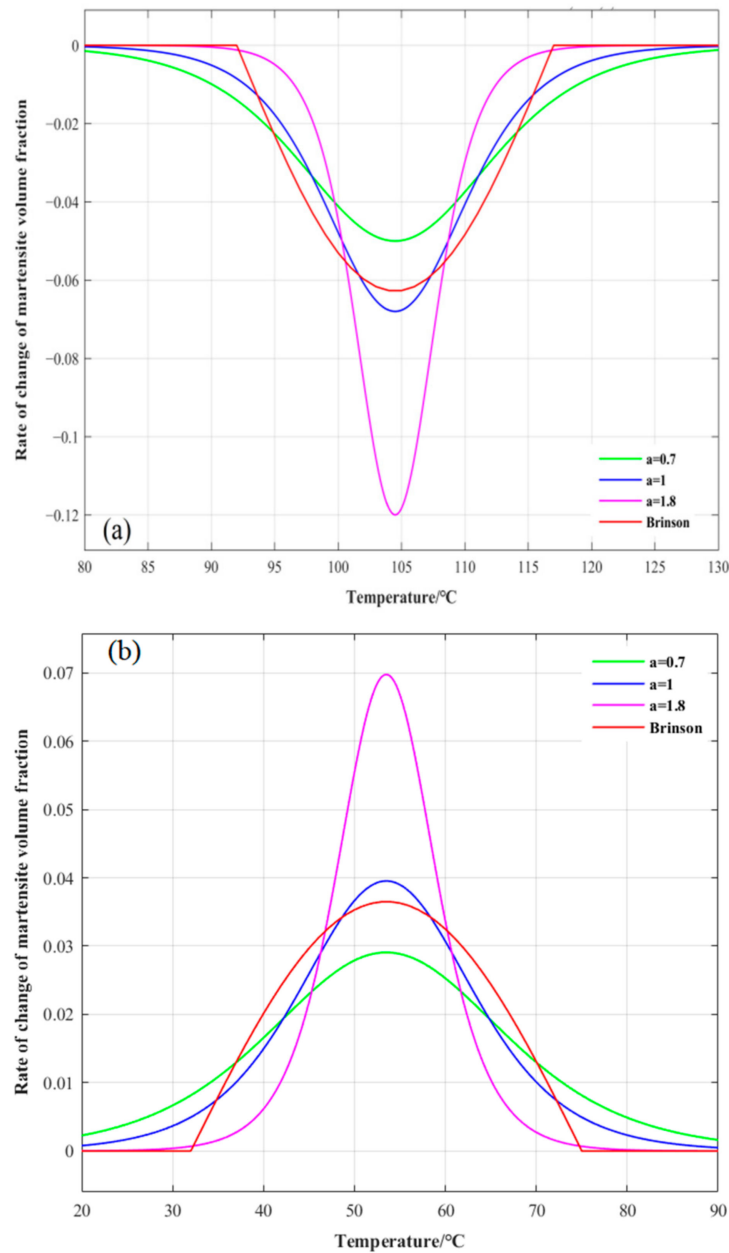 0
−0.02
−0.04
−0.06
−0.08
−0.1
−0.12
Rate of change of martensite volume fraction
a=0.7
a=1
a=1.8
Brinson
(a)
80 85 90 95 100 105 110 115 120 125 130
Temperature/°C
(b)
0.07
0.06
0.05
0.04
0.03
0.02
0.01
0
Rate of change of martensite volume fraction
a=0.7
a=1
a=1.8
Brinson
20 30 40 50 60 70 80 90
Temperature/°C